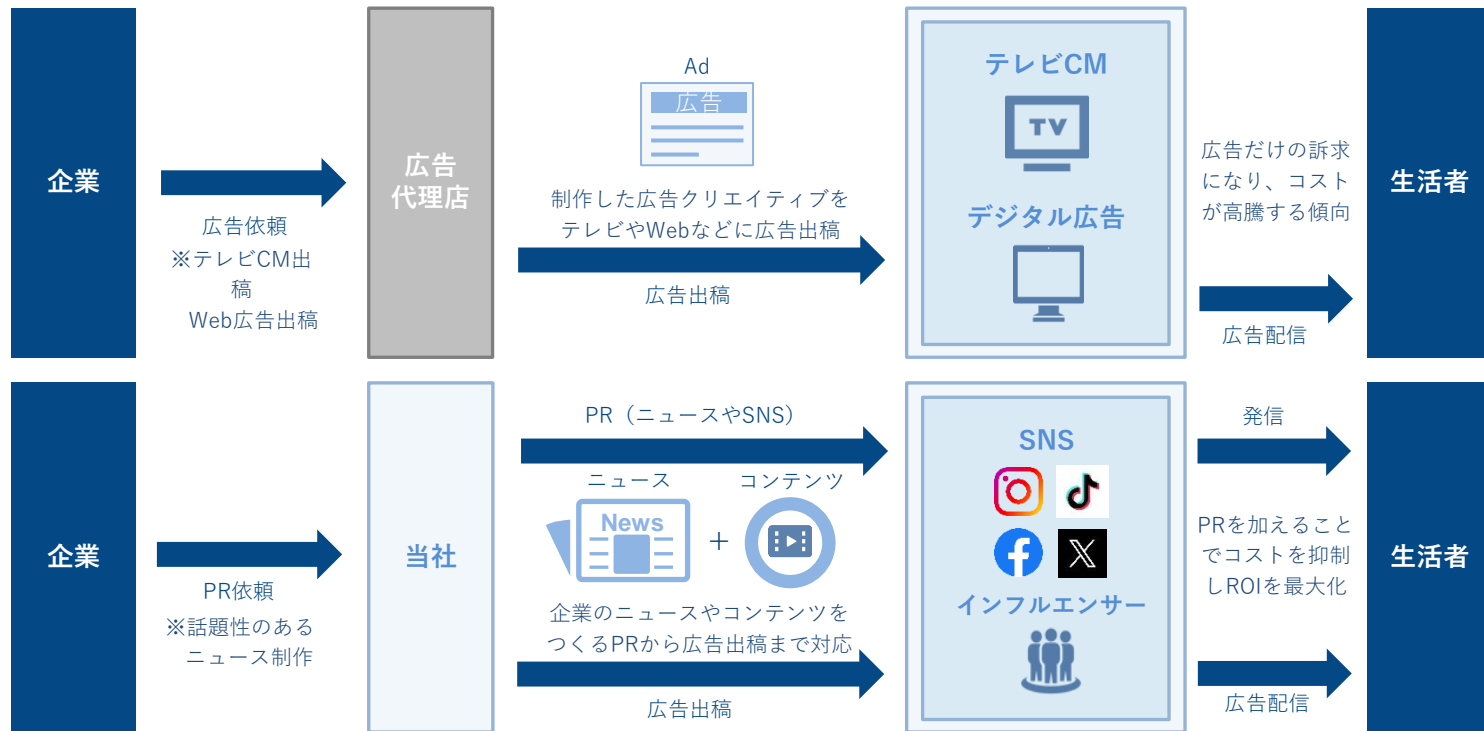 企業
広告依頼
※テレビCM出
稿
Web広告出稿
広告
代理店
Ad
広告
制作した広告クリエイティブを
テレビやWebなどに広告出稿
広告出稿
テレビCM
TV
デジタル広告
広告だけの訴求
になり、コスト
が高騰する傾向
広告配信
生活者
企業
PR依頼
※話題性のある
ニュース制作
当社
PR（ニュースやSNS）
ニュース
コンテンツ
News
＋
企業のニュースやコンテンツを
つくるPRから広告出稿まで対応
広告出稿
SNS
インフルエンサー
発信
PRを加えること
でコストを抑制
しROIを最大化
広告配信
生活者